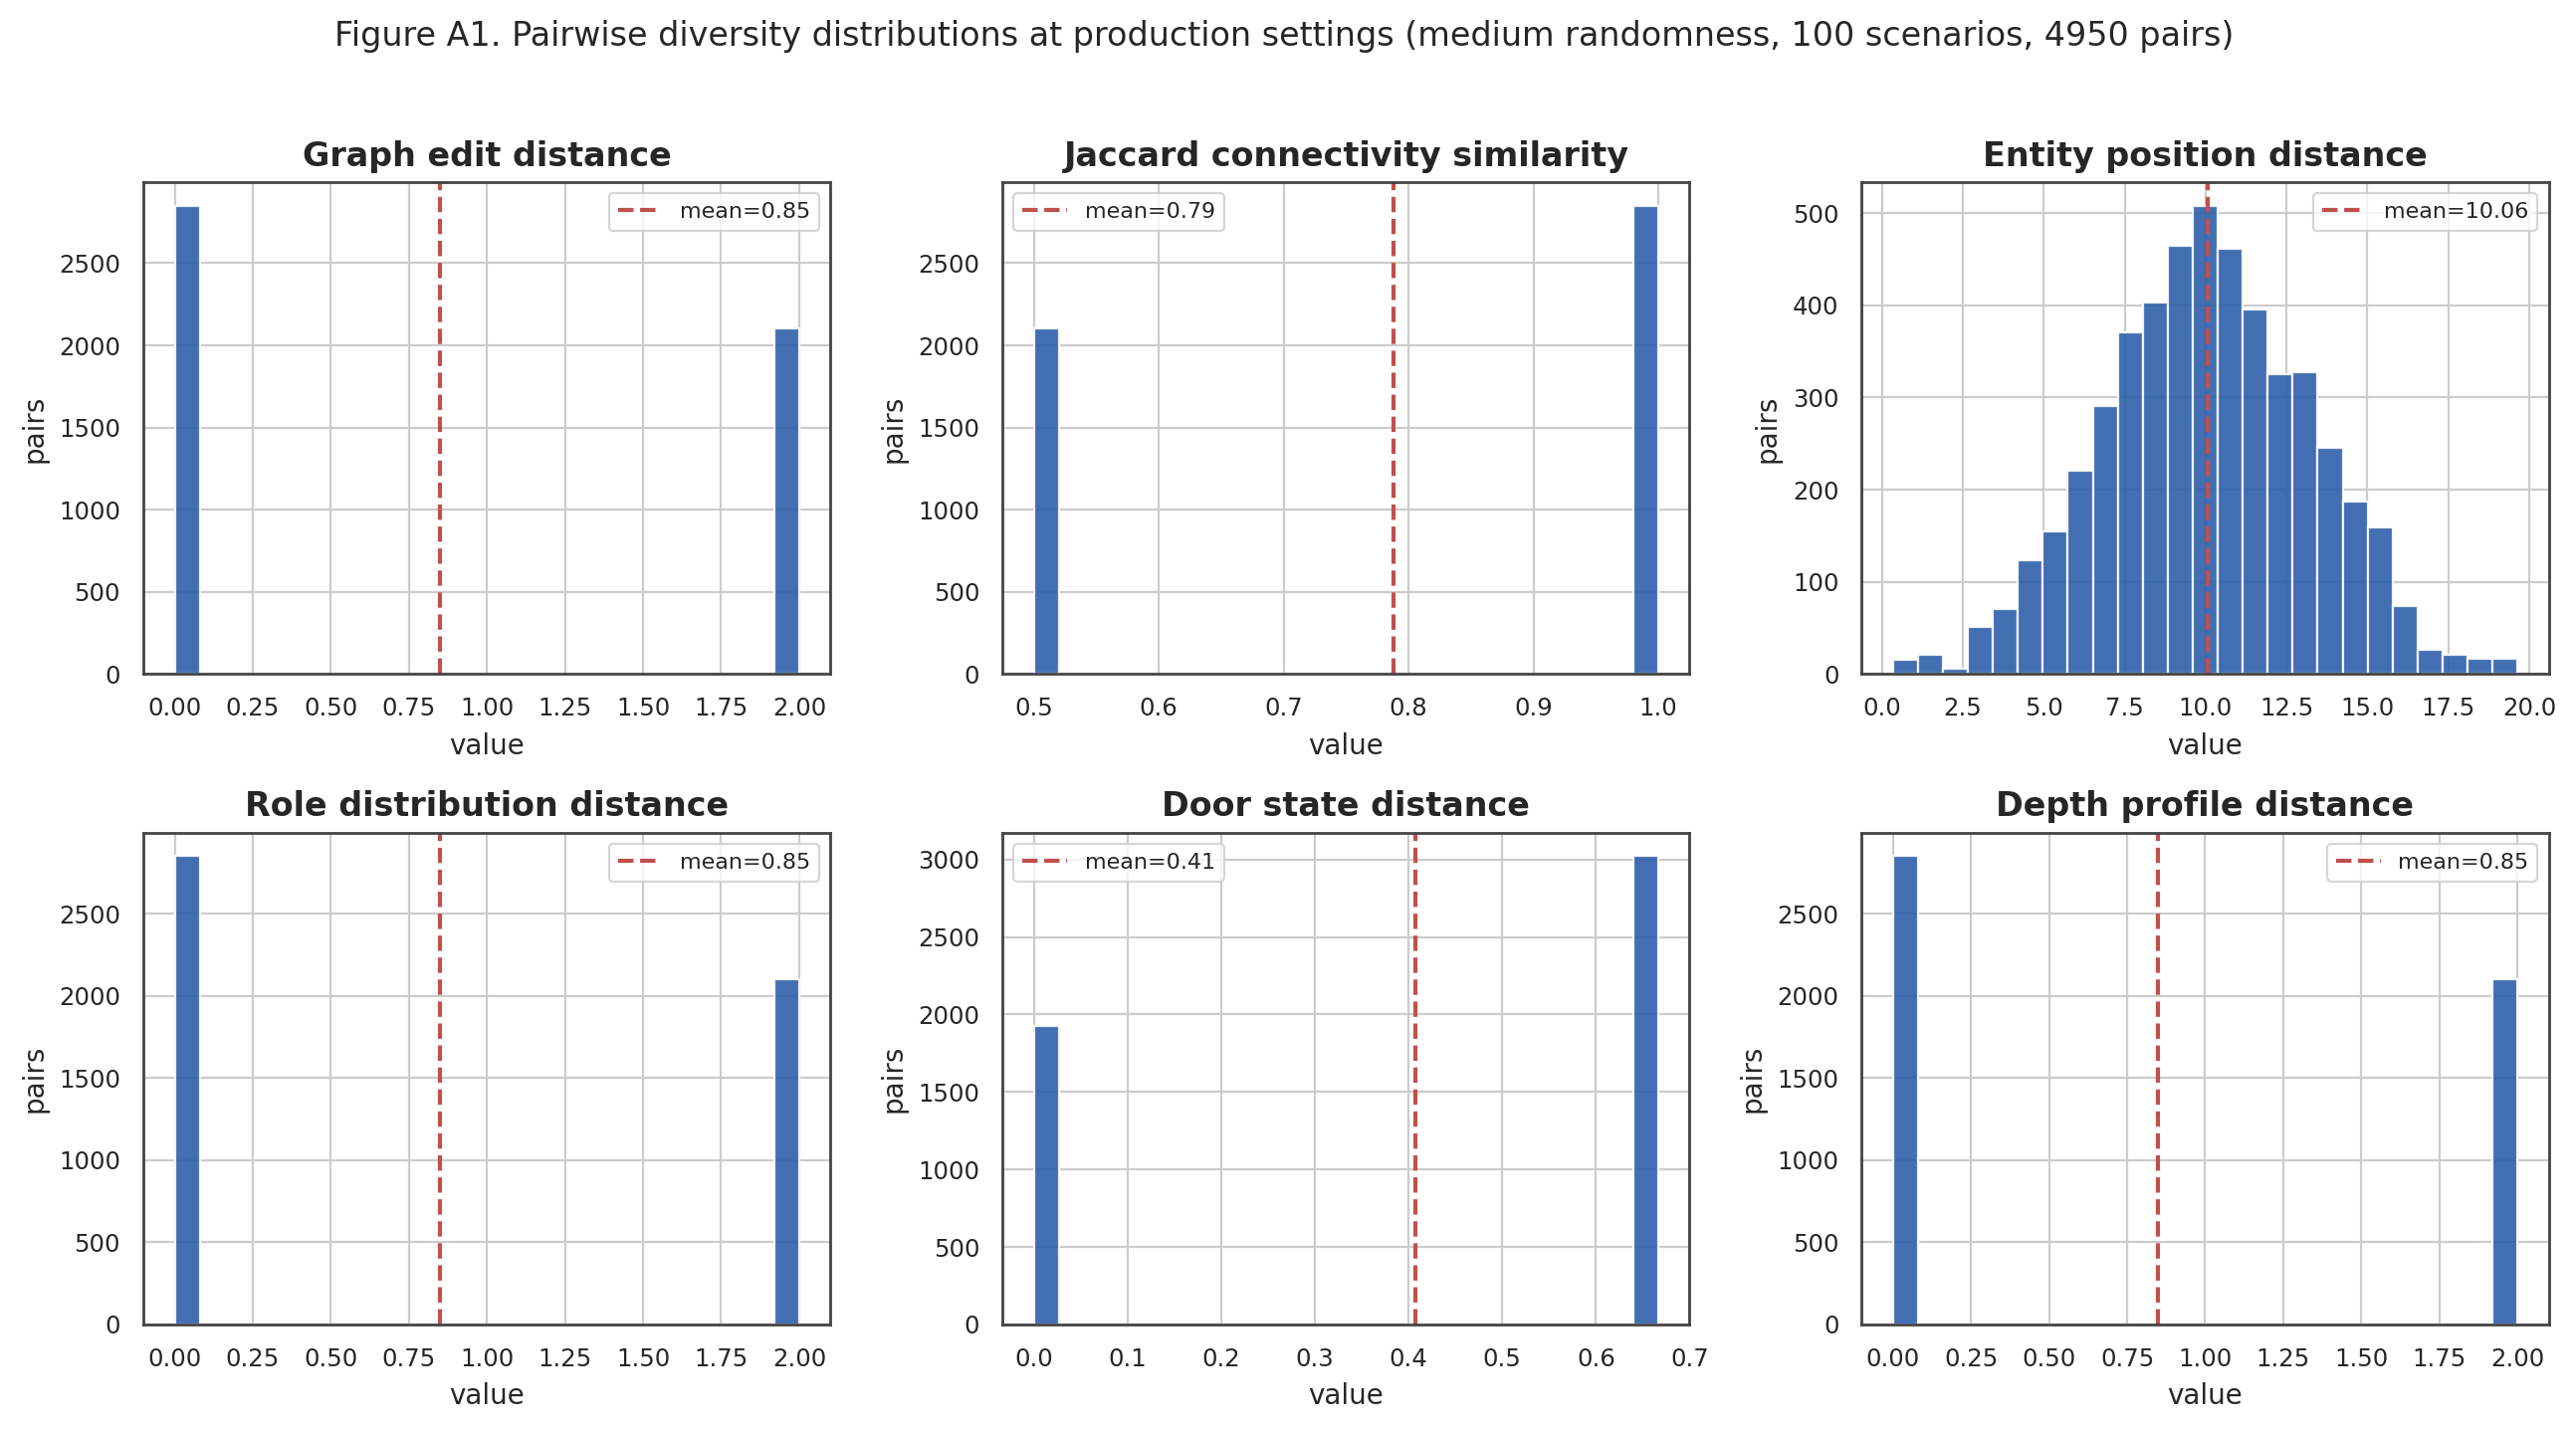 Figure A1. Pairwise diversity distributions at production settings (medium randomness, 100 scenarios, 4950 pairs)
Graph edit distance
mean=0.85
2500
2000
1500
1000
500
0
pairs
0.00 0.25 0.50 0.75 1.00 1.25 1.50 1.75 2.00
value
Jaccard connectivity similarity
mean=0.79
2500
2000
1500
1000
500
0
pairs
0.5 0.6 0.7 0.8 0.9 1.0
value
Entity position distance
mean=10.06
500
400
300
200
100
0
pairs
0.0 2.5 5.0 7.5 10.0 12.5 15.0 17.5 20.0
value
Role distribution distance
mean=0.85
2500
2000
1500
1000
500
0
pairs
0.00 0.25 0.50 0.75 1.00 1.25 1.50 1.75 2.00
value
Door state distance
mean=0.41
3000
2500
2000
1500
1000
500
0
pairs
0.0 0.1 0.2 0.3 0.4 0.5 0.6 0.7
value
Depth profile distance
mean=0.85
2500
2000
1500
1000
500
0
pairs
0.00 0.25 0.50 0.75 1.00 1.25 1.50 1.75 2.00
value